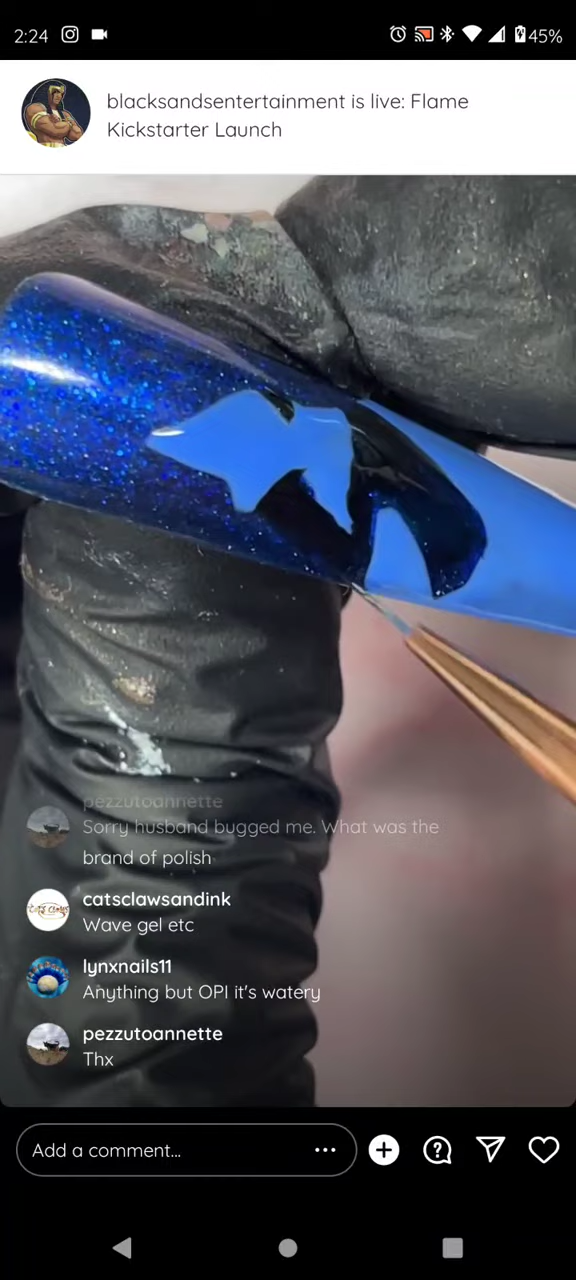 2:24
45%
blacksandsentertainment is live: Flame
Kickstarter Launch
pezzutoannette
Sorry husband bugged me. What was the
brand of polish
catsclawsandink
Wave gel etc
lynxnails11
Anything but OPI it's watery
pezzutoannette
Thx
Add a comment...